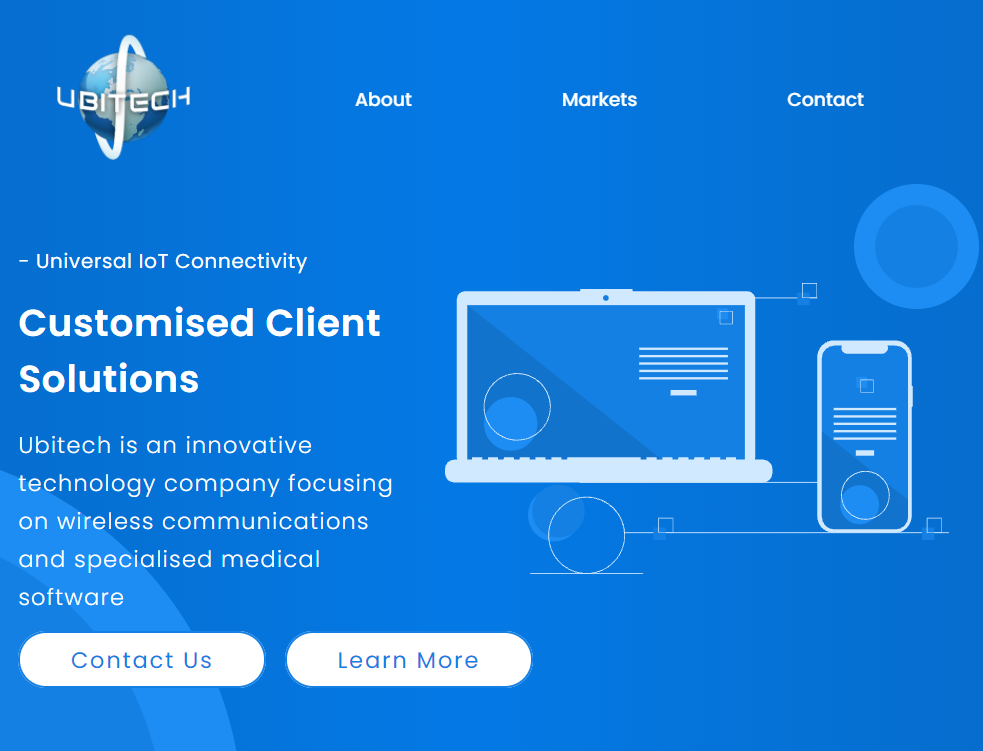 UBITECH
About
Markets
Contact
- Universal IoT Connectivity
Customised Client
Solutions
Ubitech is an innovative
technology company focusing
on wireless communications
and specialised medical
software
Contact Us
Learn More